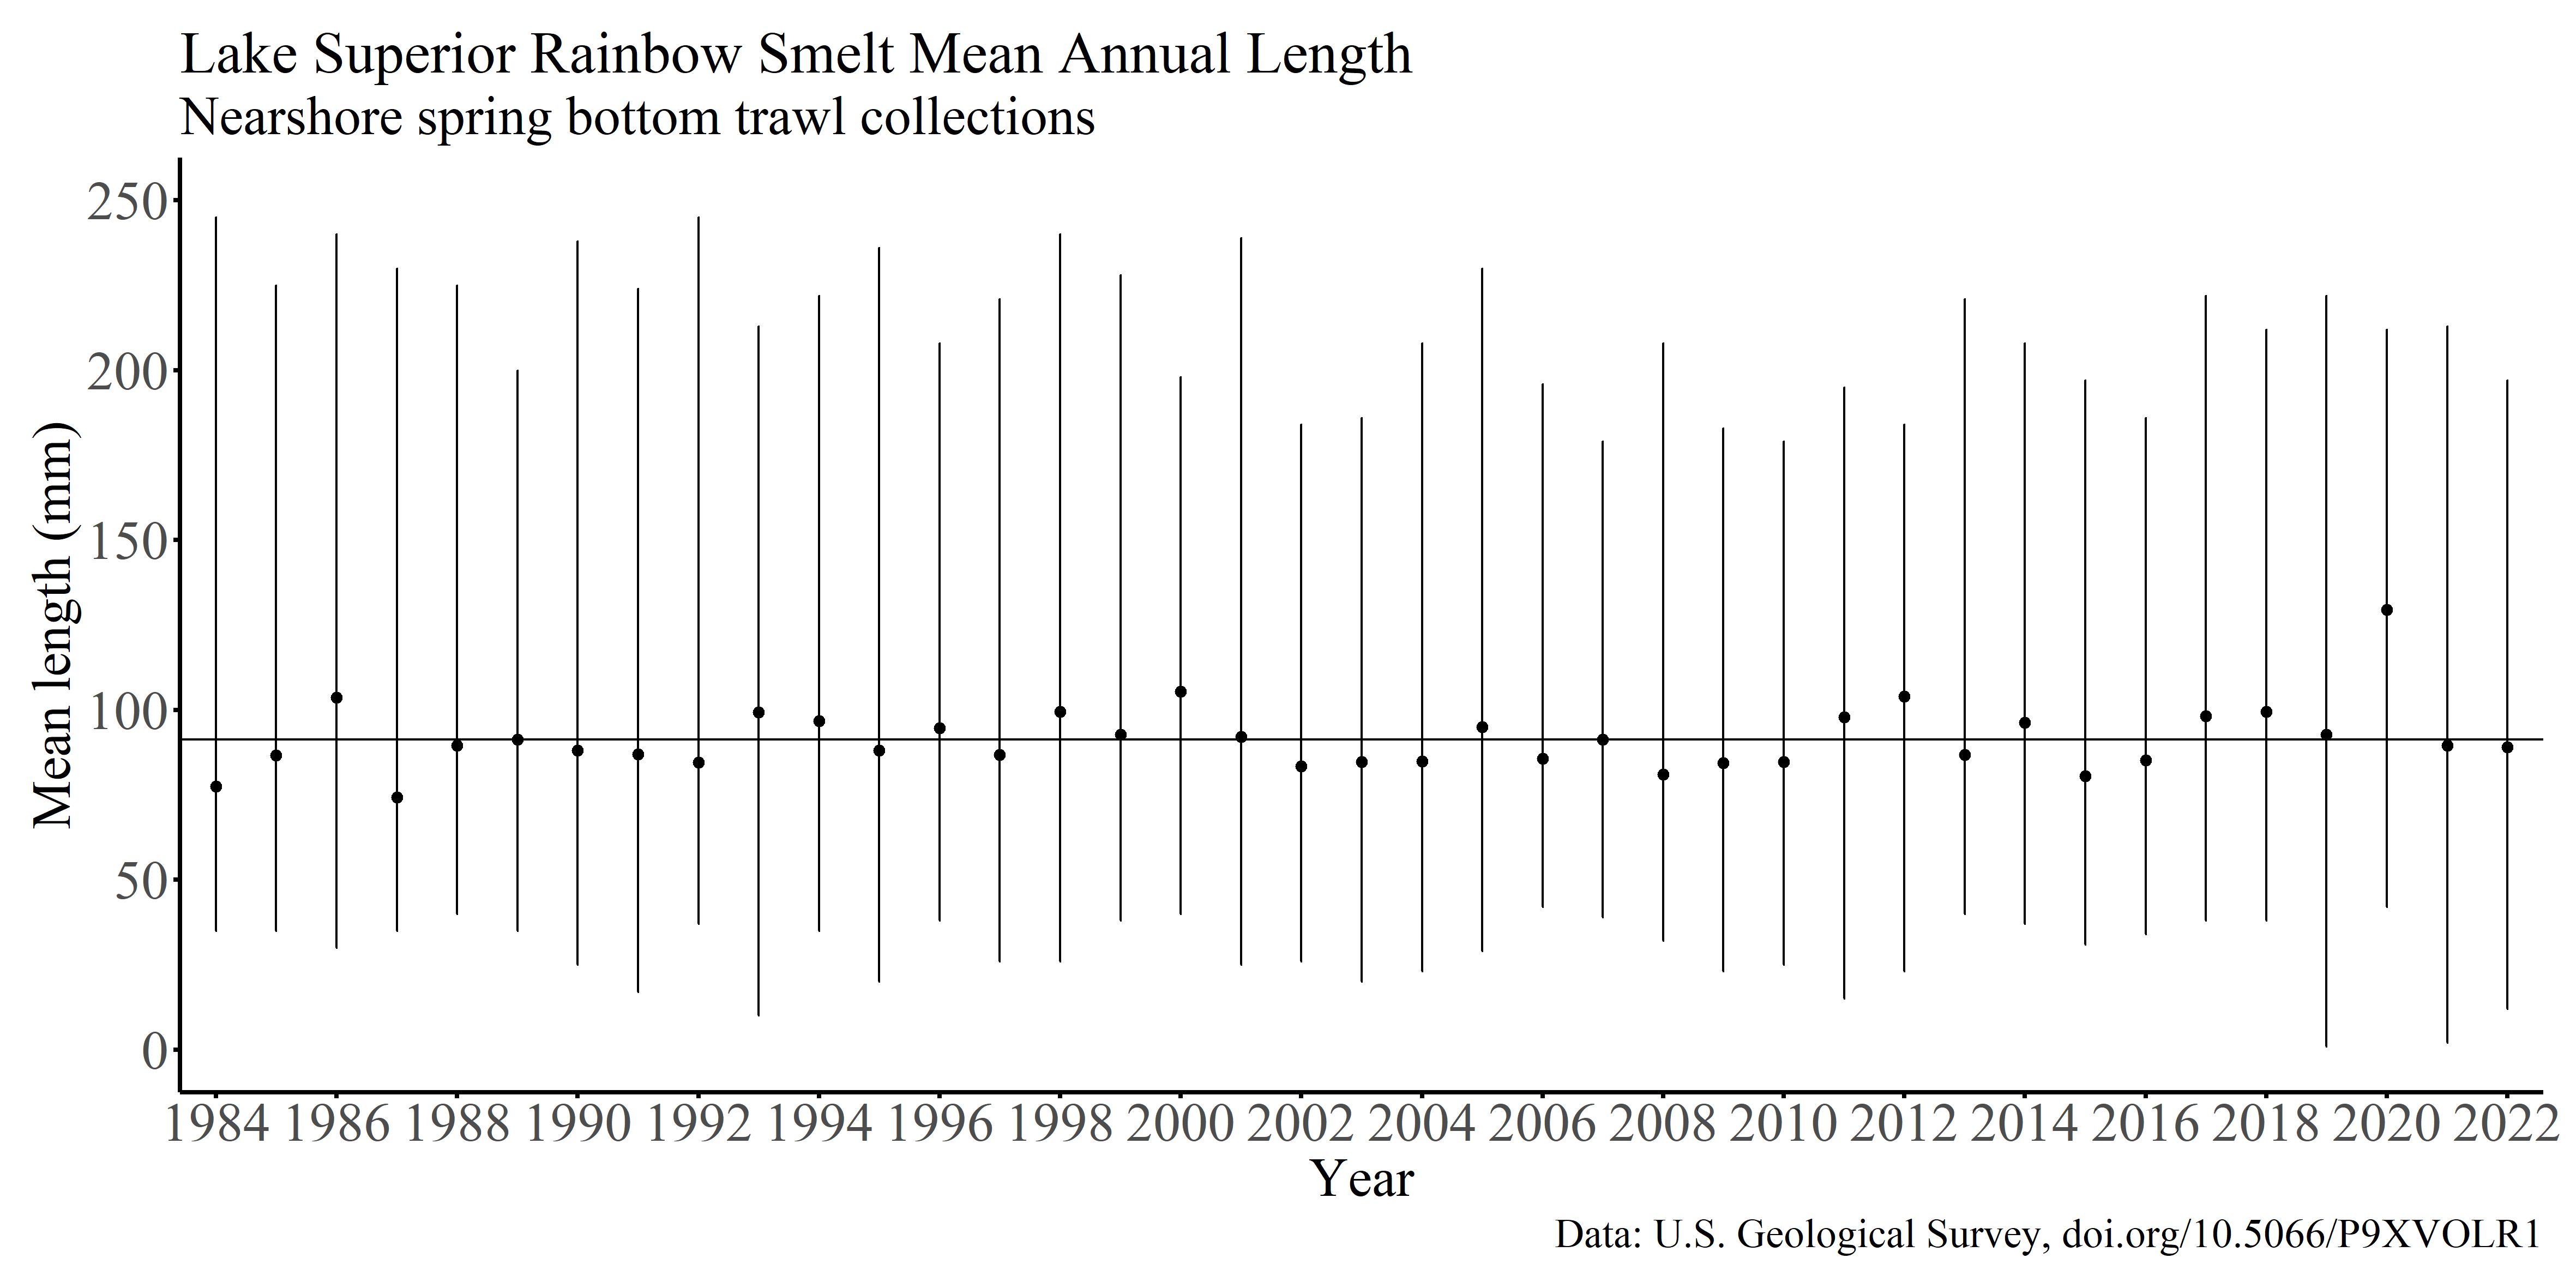 Lake Superior Rainbow Smelt Mean Annual Length
Nearshore spring bottom trawl collections
Mean length (mm)
250
200
150
100
50
0
1984 1986 1988 1990 1992 1994 1996 1998 2000 2002 2004 2006 2008 2010 2012 2014 2016 2018 2020 2022
Year
Data: U.S. Geological Survey, doi.org/10.5066/P9XVOLR1